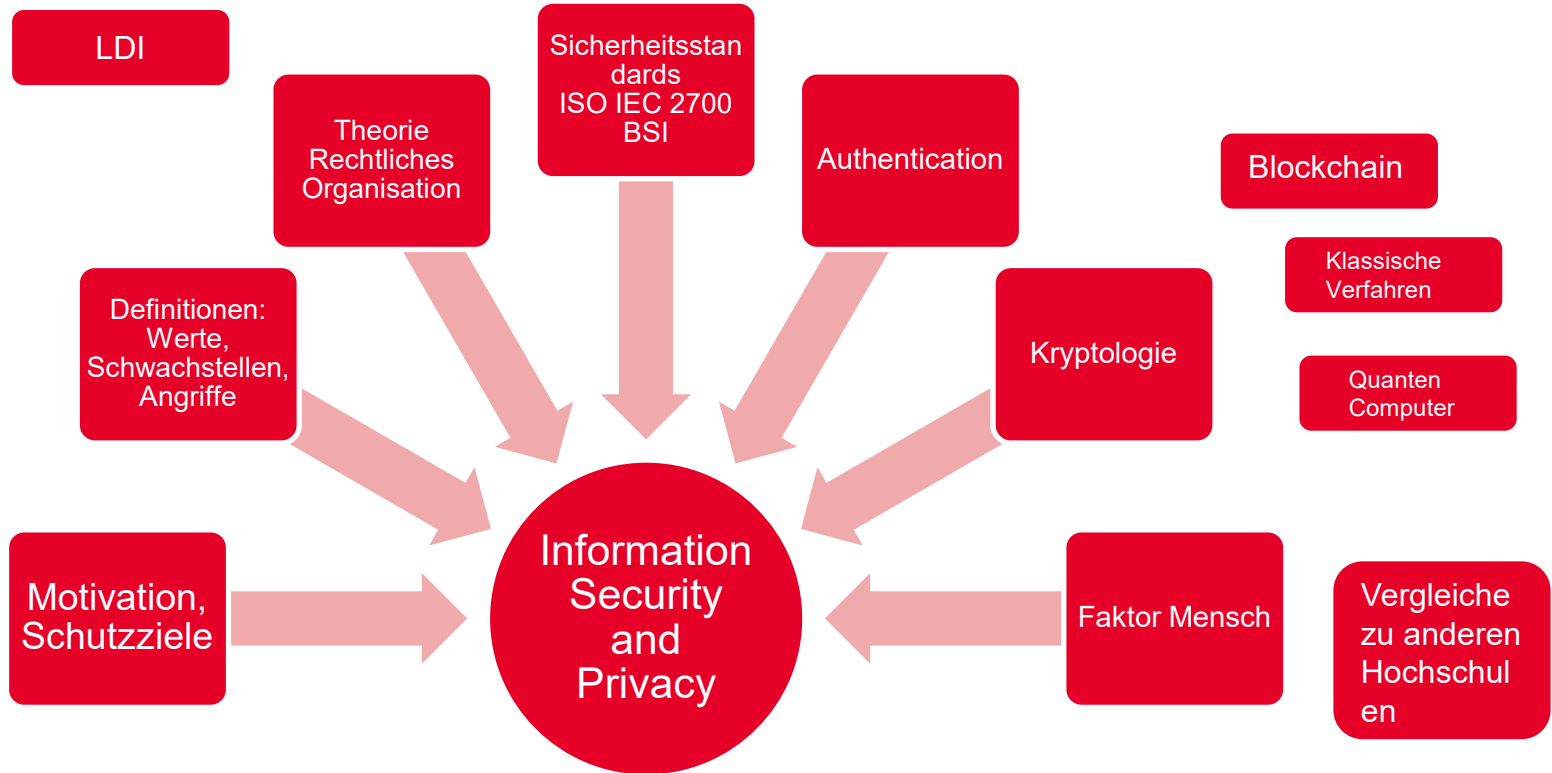 LDI
Sicherheitsstan
dards
ISO IEC 2700
BSI
Theorie
Rechtliches
Organisation
Authentication
Blockchain
Klassische
Verfahren
Definitionen:
Werte,
Schwachstellen,
Angriffe
Kryptologie
Quanten
Computer
Motivation,
Schutzziele
Information
Security
and
Privacy
Faktor Mensch
Vergleiche
zu anderen
Hochschul
en